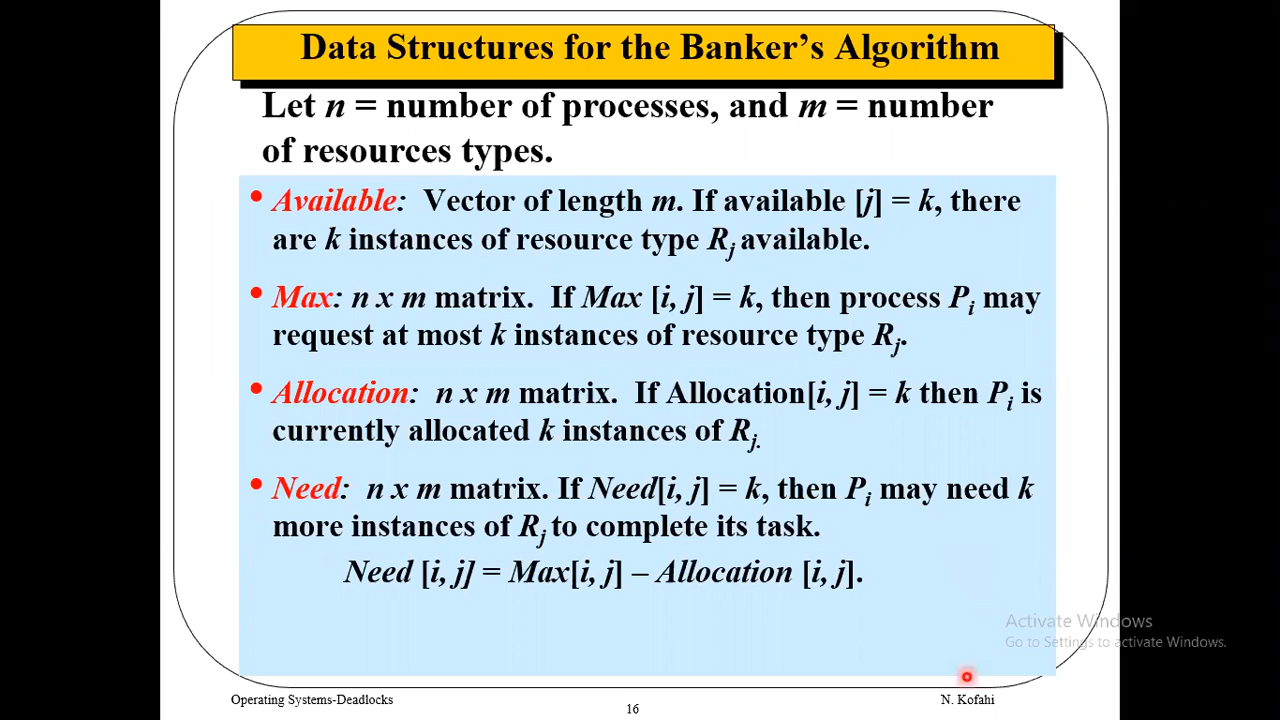 Data Structures for the Banker’s Algorithm
Let n = number of processes, and m = number
of resources types.
• Available: Vector of length m. If available [j] = k, there
are k instances of resource type Rj available.
• Max: n x m matrix. If Max [i, j] = k, then process Pi may
request at most k instances of resource type Rj.
• Allocation: n x m matrix. If Allocation[i, j] = k then Pi is
currently allocated k instances of Rj.
• Need: n x m matrix. If Need[i, j] = k, then Pi may need k
more instances of Rj to complete its task.
Need [i, j] = Max[i, j] – Allocation [i, j].
Activate Windows
Go to Settings to activate Windows.
Operating Systems-Deadlocks
16
N. Kofahi